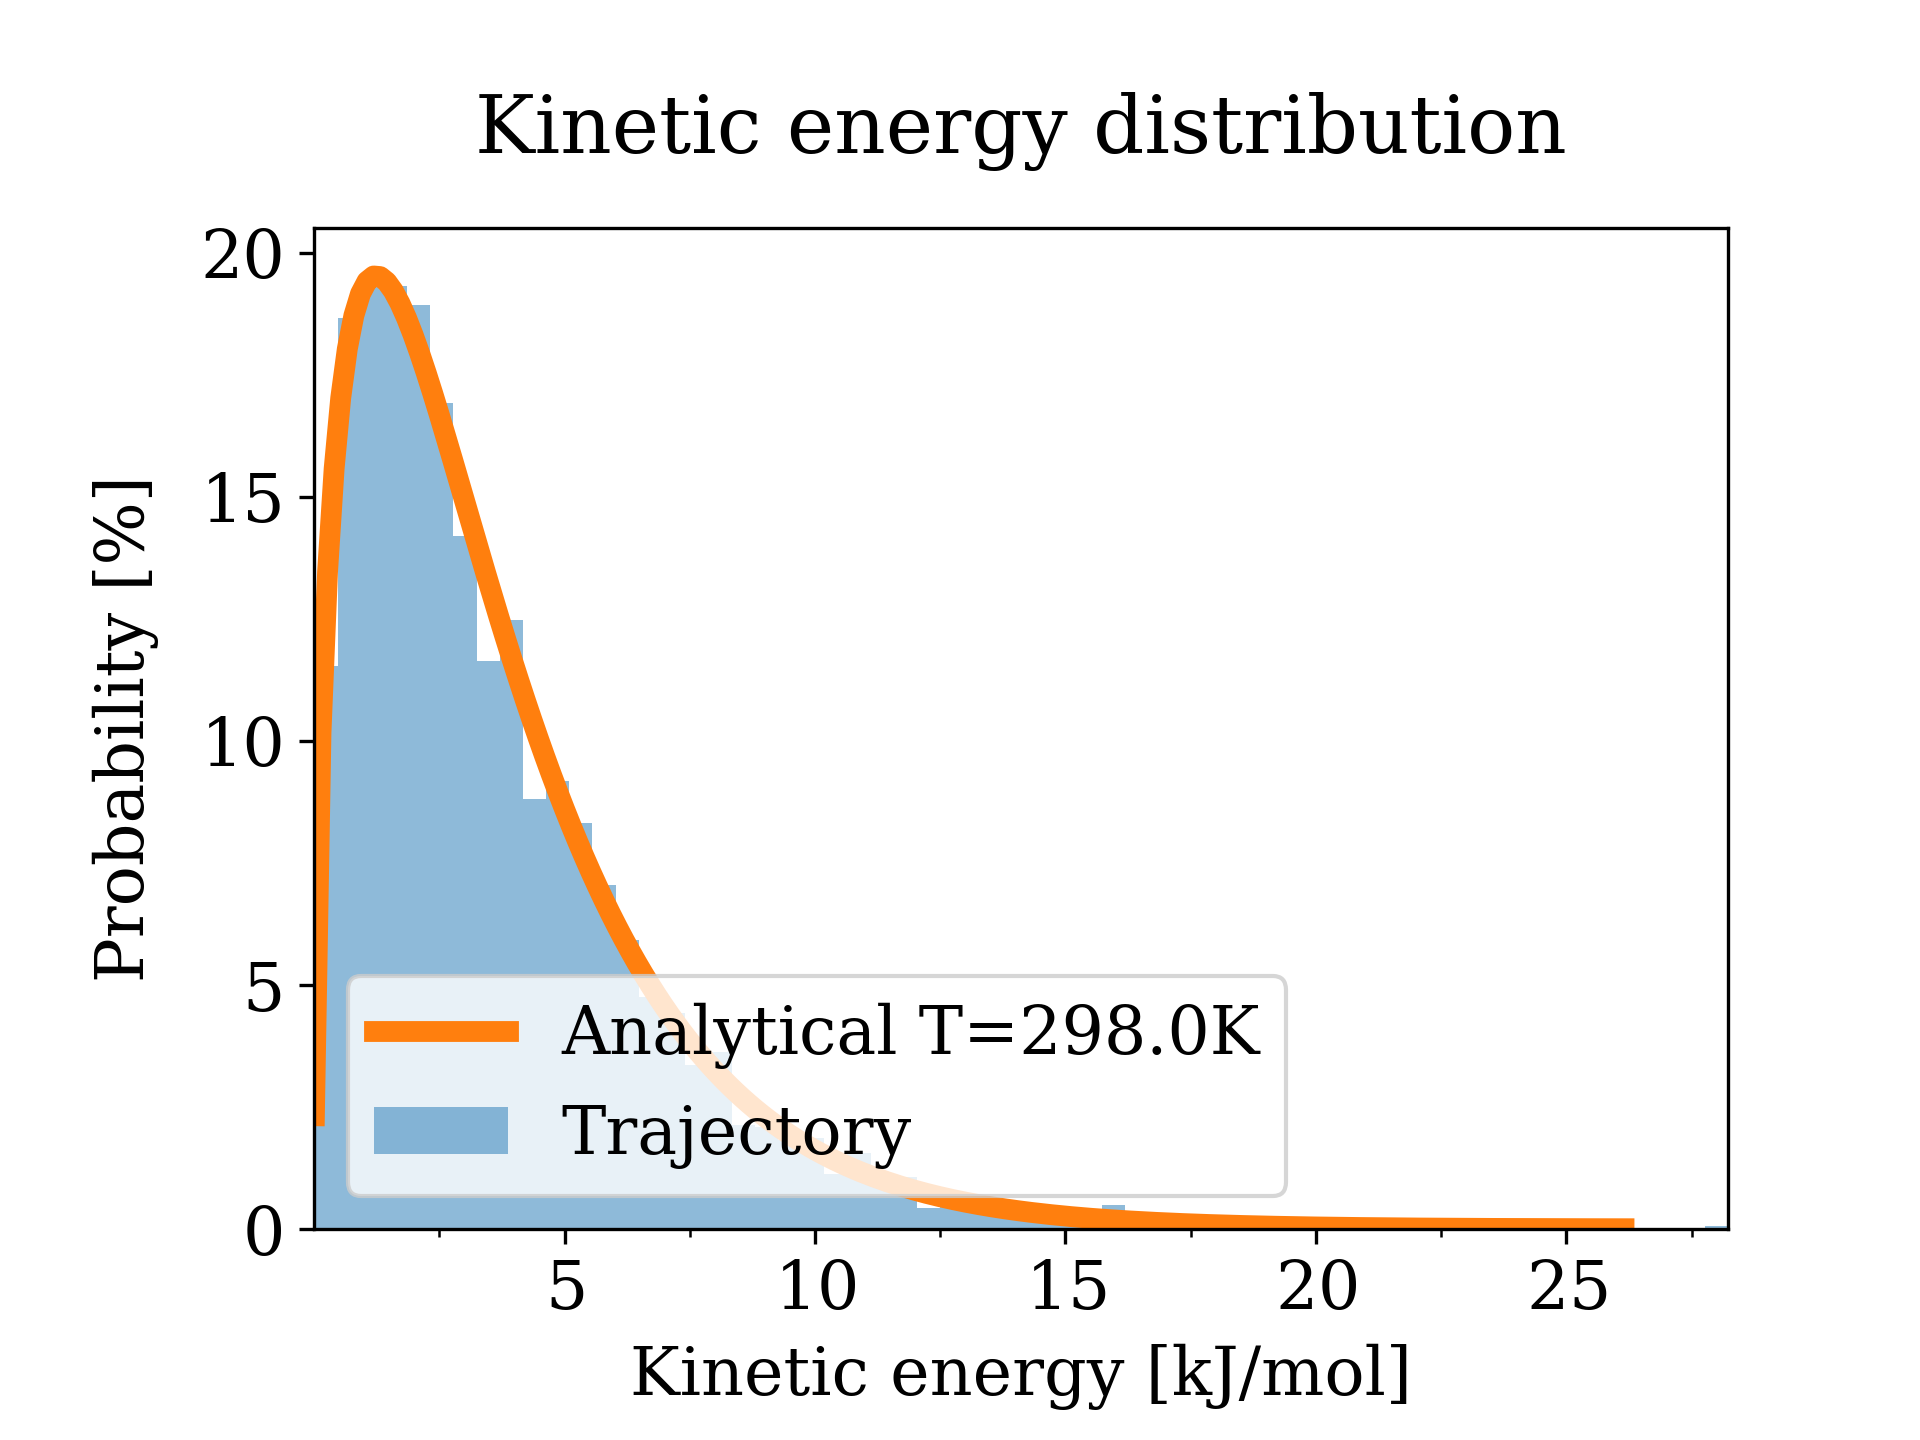 Kinetic energy distribution
20
15
10
5
0
Probability [%]
Analytical T=298.0K
Trajectory
5 10 15 20 25
Kinetic energy [kJ/mol]